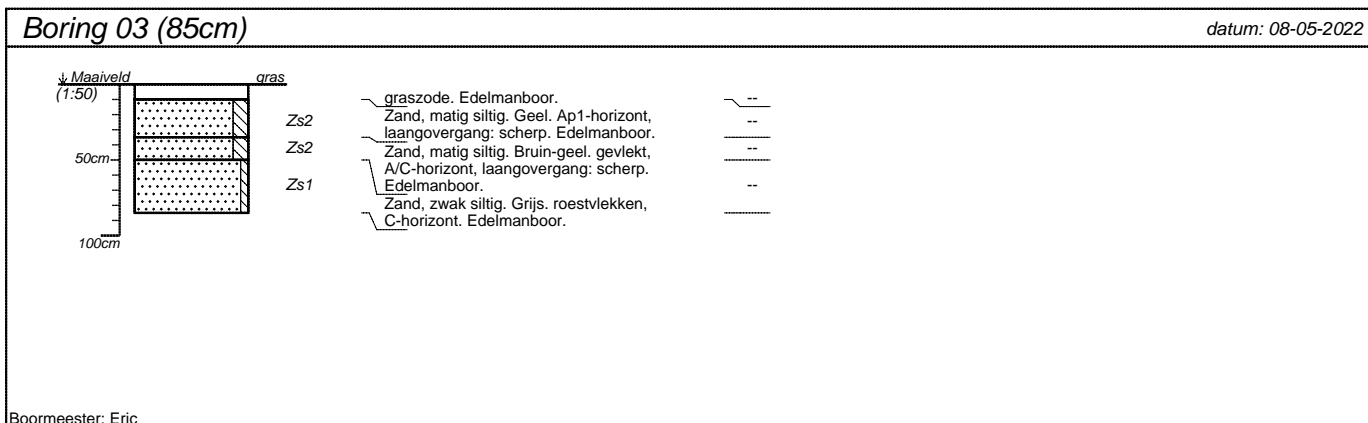 Boring 03 (85cm)
datum: 08-05-2022
Maaiveld
gras
(1:50)
graszode. Edelmanboor.
--
Zs2
Zand, matig siltig. Geel. Ap1-horizont,
laangovergang: scherp. Edelmanboor.
--
Zs2
Zand, matig siltig. Bruin-geel. gevlekt,
A/C-horizont, laangovergang: scherp.
Edelmanboor.
--
50cm
Zs1
Zand, zwak siltig. Grijs. roestvlekken,
C-horizont. Edelmanboor.
--
100cm
Boormeester: Eric